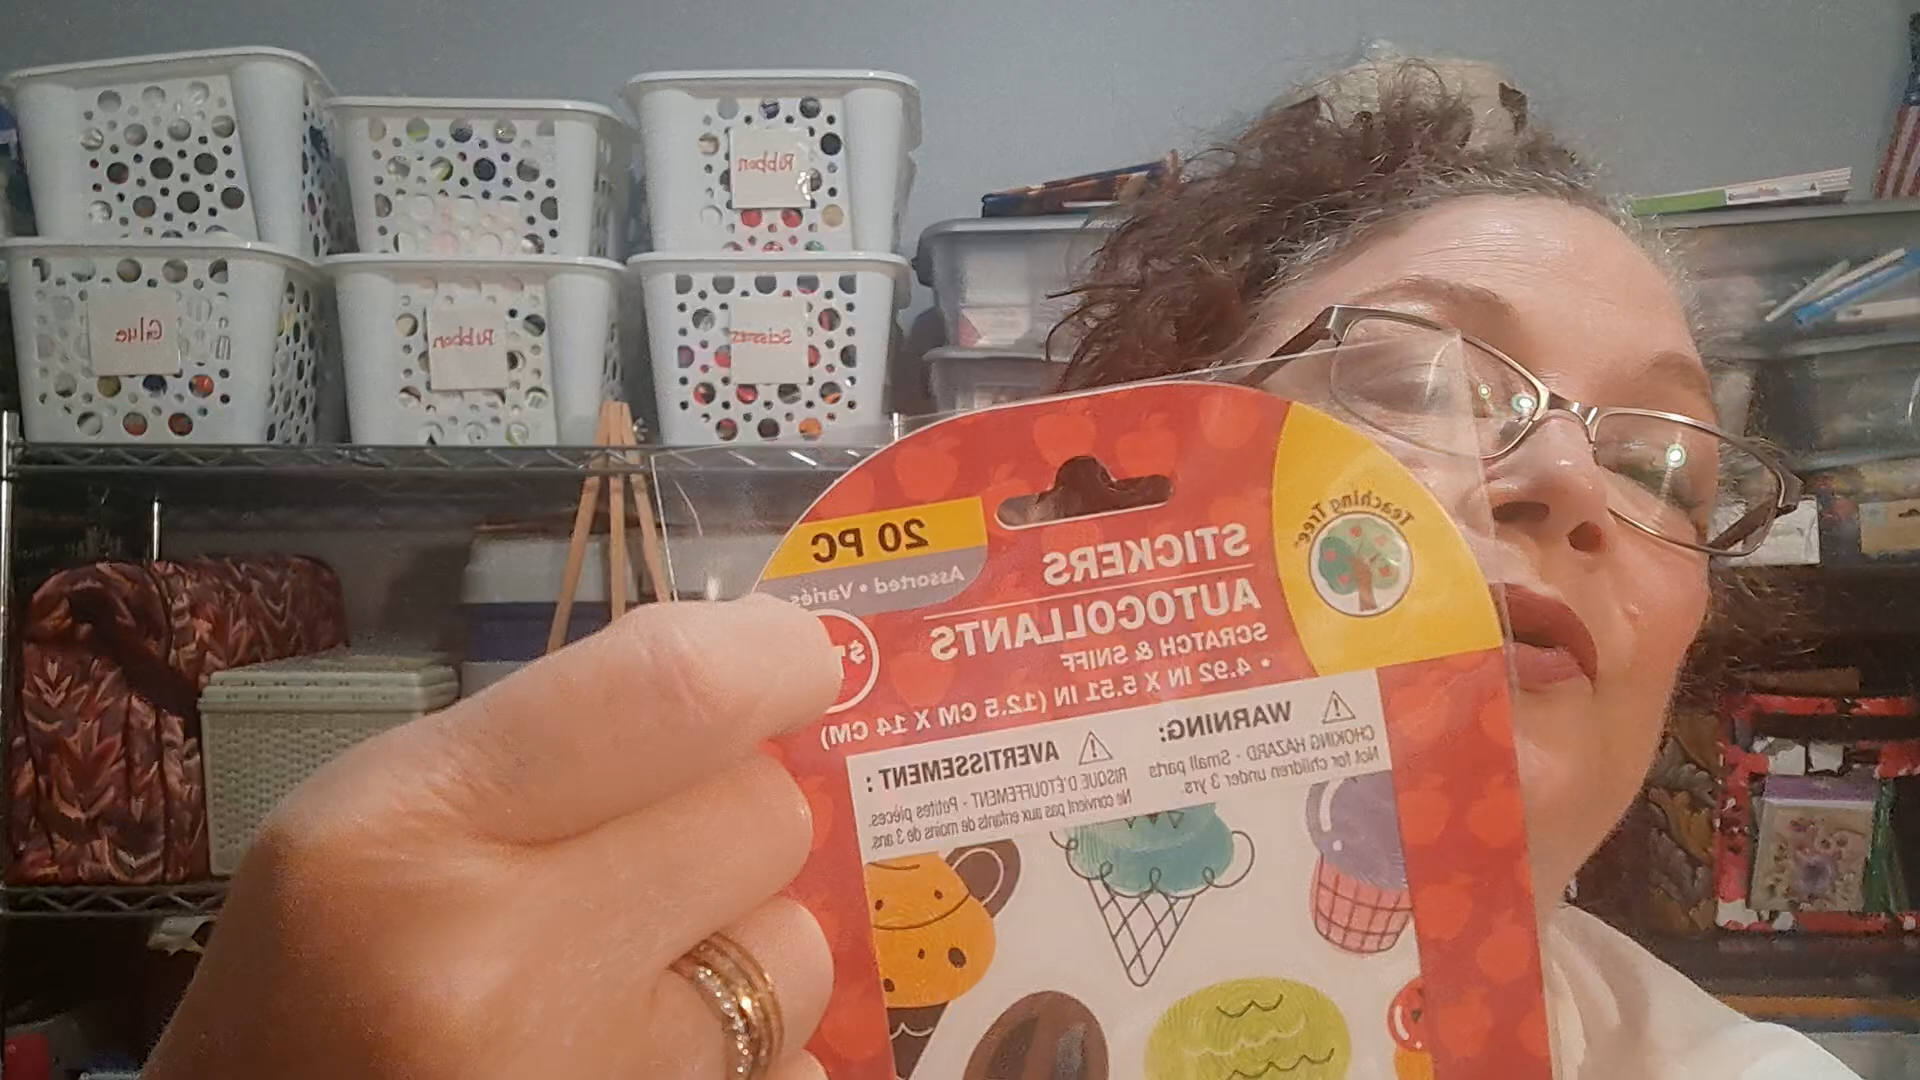 Ribbon
Glue
Ribbon
Scissors
Teaching Tree
20 PC
Assorted • Variés
STICKERS
AUTOCOLLANTS
SCRATCH & SNIFF
• 4.92 IN X 5.51 IN (12.5 CM X 14 CM)
WARNING:
CHOKING HAZARD - Small parts
Not for children under 3 yrs.
AVERTISSEMENT :
RISQUE D'ÉTOUFFEMENT - Petites pièces.
Ne convient pas aux enfants de moins de 3 ans.